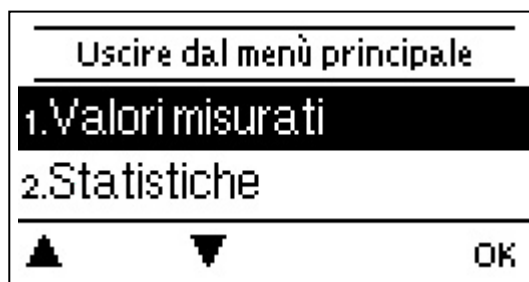 Uscire dal menù principale
1.Valori misurati
2.Statistiche
▲ ▼ OK